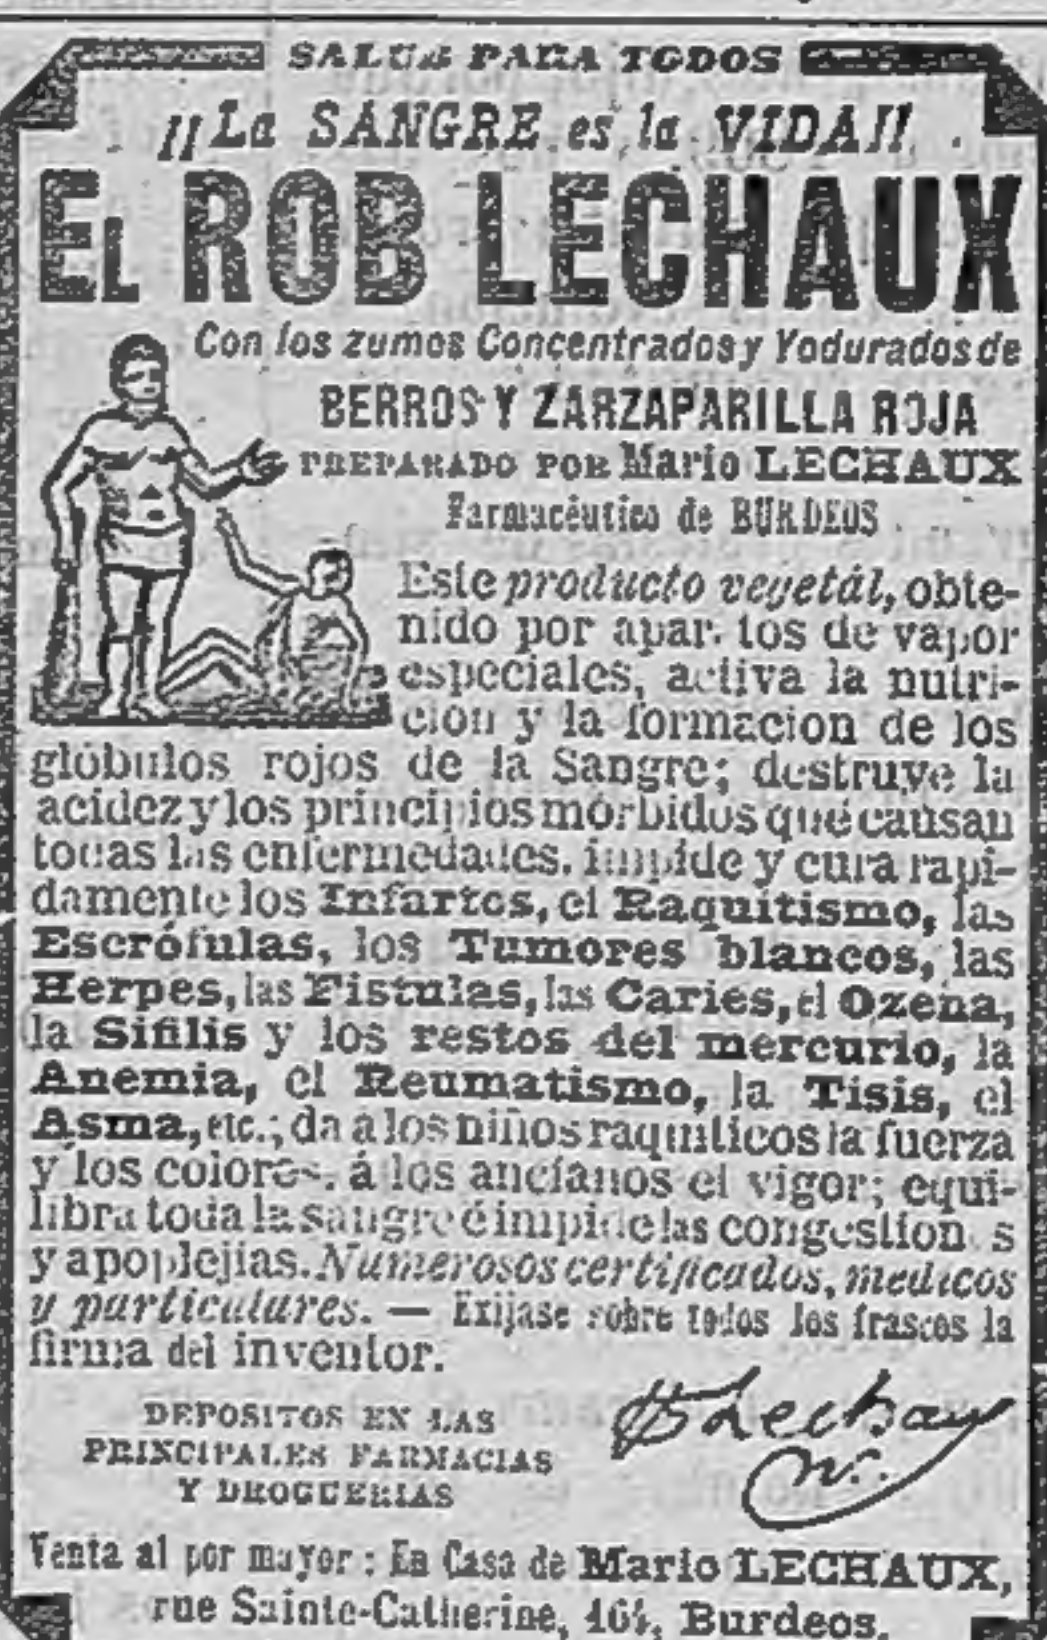 SALUD PARA TODOS
¡¡La SANGRE es la VIDA!!
EL ROB LECHAUX
Con los zumos Concentrados y Yodurados de
BERROS Y ZARZAPARILLA ROJA
PREPARADO POR Mario LECHAUX
Farmacéutico de BURDEOS
Este producto vegetál, obte-
nido por aparatos de vapor
especiales, activa la nutri-
ción y la formacion de los
glóbulos rojos de la Sangre; destruye la
acidez y los principios mórbidos que causan
todas las enfermedades, impide y cura rapi-
damente los Infartos, el Raquitismo, las
Escrófulas, los Tumores blancos, las
Herpes, las Fistulas, las Caries, el Ozena,
la Sifilis y los restos del mercurio, la
Anemia, el Reumatismo, la Tisis, el
Asma, etc.; da a los niños raquiticos la fuerza
y los colores, á los ancianos el vigor; equi-
libra toda la sangre é impide las congestiones
y apoplejias. Numerosos certificados, medicos
y particulares. — Exijase sobre todos los frascos la
firma del inventor.
DEPOSITOS EN LAS
PRINCIPALES FARMACIAS
Y DROGUERIAS
Venta al por mayor : En Casa de Mario LECHAUX,
rue Sainte-Catherine, 164, Burdeos.